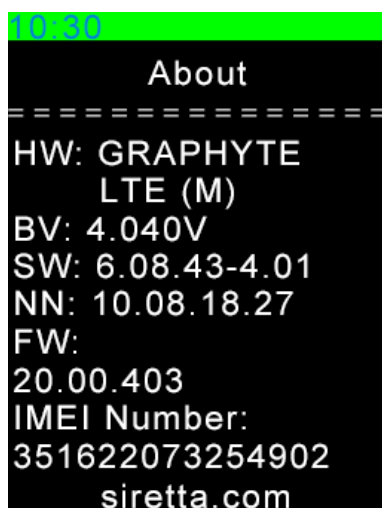 10:30
About
===============
HW: GRAPHYTE
LTE (M)
BV: 4.040V
SW: 6.08.43-4.01
NN: 10.08.18.27
FW:
20.00.403
IMEI Number:
351622073254902
siretta.com